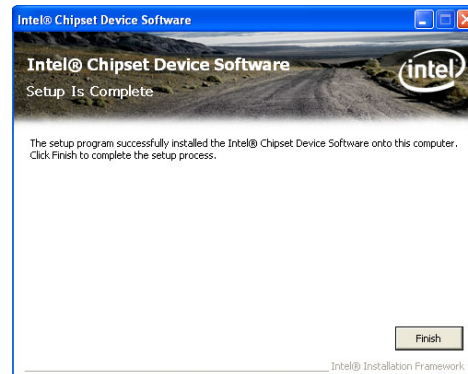 Intel® Chipset Device Software
Intel® Chipset Device Software
Setup Is Complete
intel
The setup program successfully installed the Intel® Chipset Device Software onto this computer.
Click Finish to complete the setup process.
Finish
Intel® Installation Framework